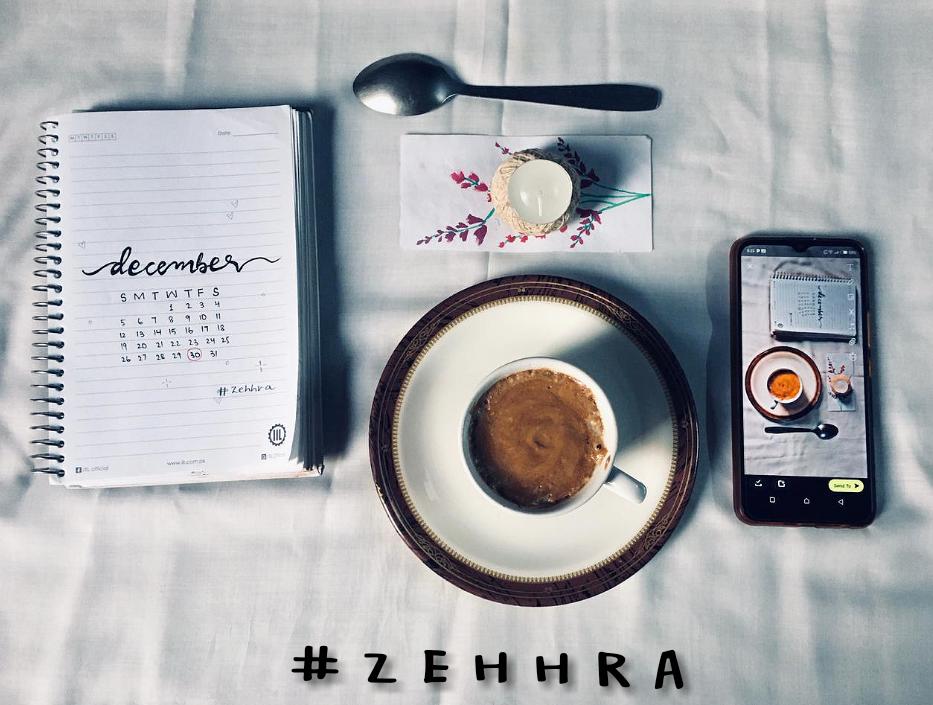 MTWTFSS Date
december
S M T W T F S
1 2 3 4
5 6 7 8 9 10 11
12 13 14 15 16 17 18
19 20 21 22 23 24 25
26 27 28 29 30 31
#zehhra
IIL
www.iil.com.pk
Send To
#ZEHHRA